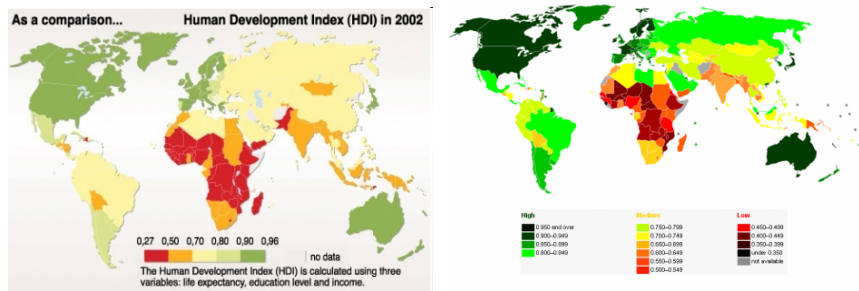 As a comparison...
Human Development Index (HDI) in 2002
0,27 0,50 0,70 0,80 0,90 0,96
no data
The Human Development Index (HDI) is calculated using three
variables: life expectancy, education level and income.
High
0.950 and over
0.900–0.949
0.850–0.899
0.800–0.849
Medium
0.750–0.799
0.700–0.749
0.650–0.699
0.600–0.649
0.550–0.599
0.500–0.549
Low
0.450–0.499
0.400–0.449
0.350–0.399
under 0.350
not available